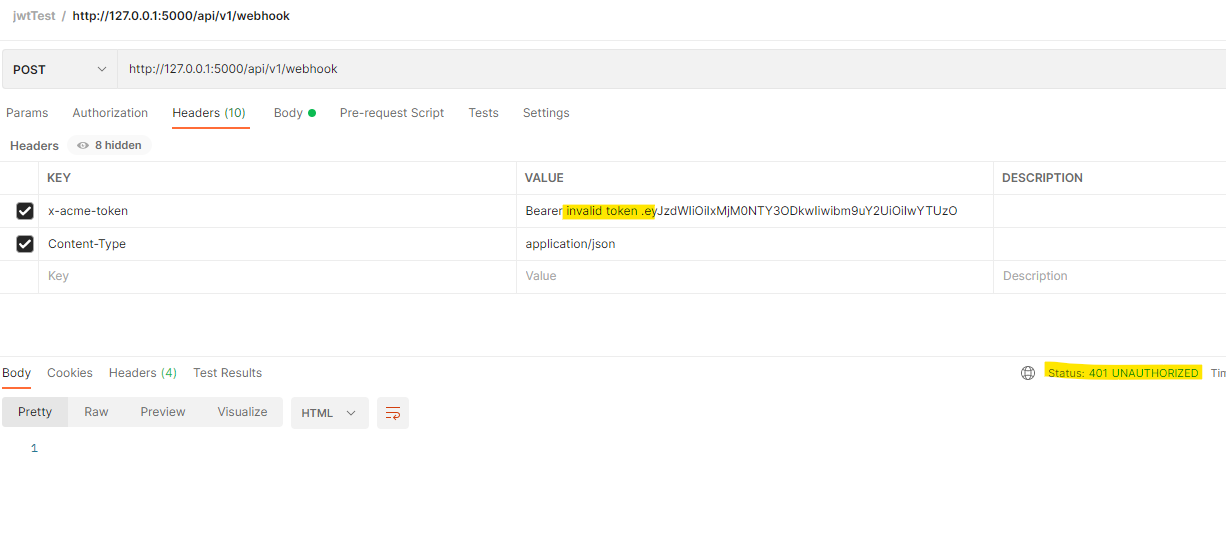 jwtTest / http://127.0.0.1:5000/api/v1/webhook
POST http://127.0.0.1:5000/api/v1/webhook
Params Authorization Headers (10) Body Pre-request Script Tests Settings
Headers 8 hidden
KEY VALUE DESCRIPTION
x-acme-token Bearer invalid token .eyJzdWIiOiIxMjM0NTY3ODkwIiwibm9uY2UiOiIwYTUzO
Content-Type application/json
Key Value Description
Body Cookies Headers (4) Test Results Status: 401 UNAUTHORIZED Tim
Pretty Raw Preview Visualize HTML
1